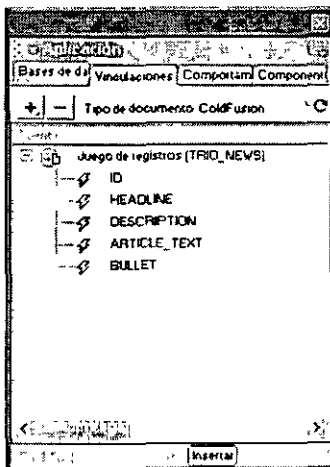 Aplicación
Bases de da Vinculaciones Comportam Component
Tipo de documento: ColdFusion
Juego de registros (TRIO_NEWS)
ID
HEADLINE
DESCRIPTION
ARTICLE_TEXT
BULLET
Insertar